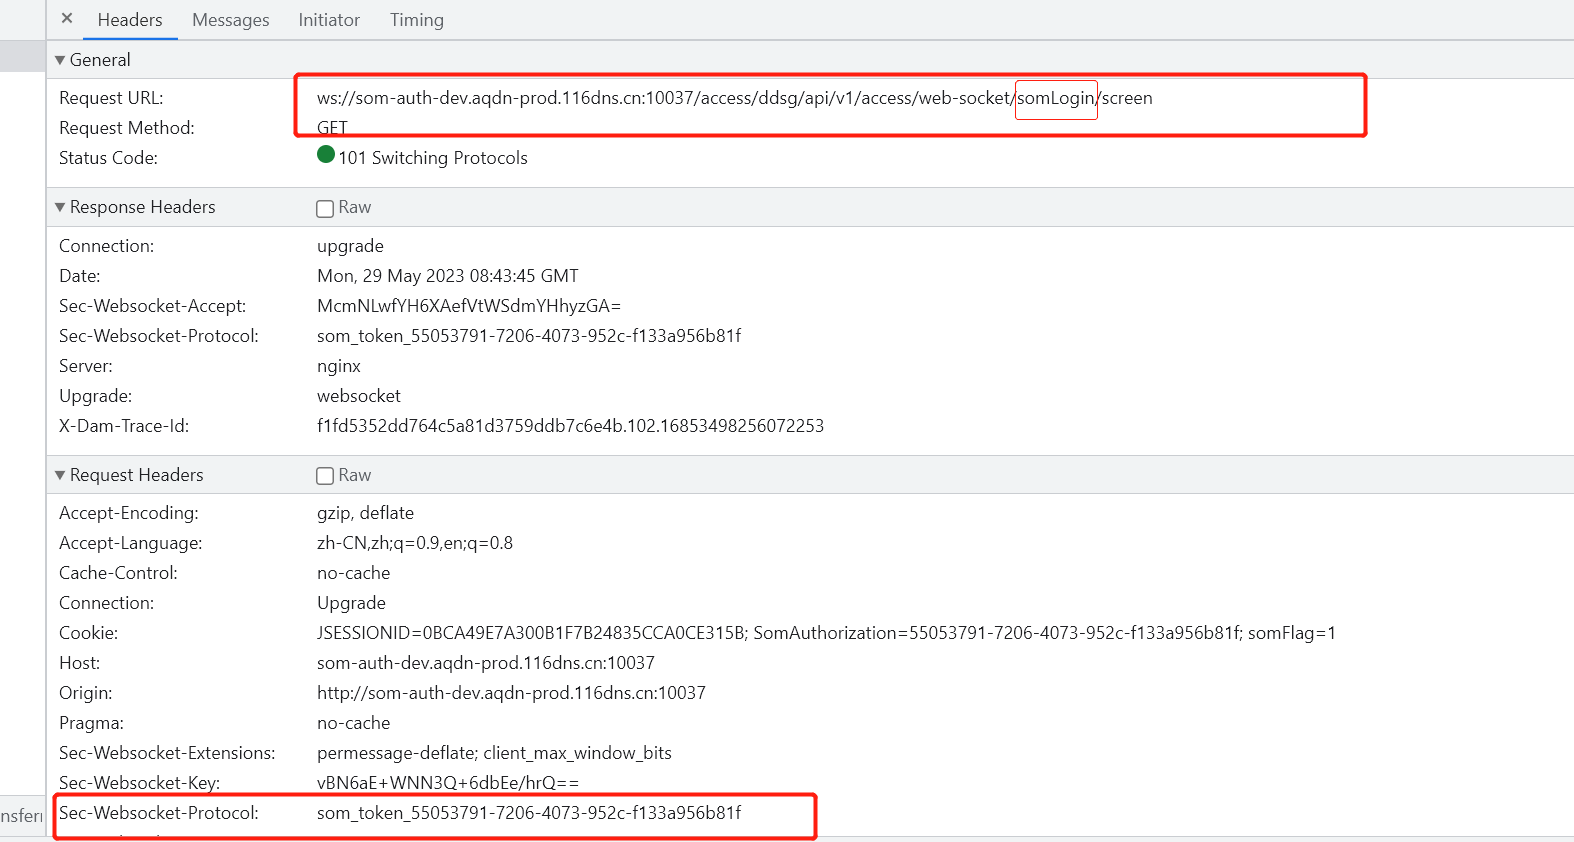 × Headers Messages Initiator Timing
▼ General
Request URL: ws://som-auth-dev.aqdn-prod.116dns.cn:10037/access/ddsg/api/v1/access/web-socket/somLogin/screen
Request Method: GET
Status Code: 101 Switching Protocols
▼ Response Headers Raw
Connection: upgrade
Date: Mon, 29 May 2023 08:43:45 GMT
Sec-Websocket-Accept: McmNLwfYH6XAefVtWSdmYHhyzGA=
Sec-Websocket-Protocol: som_token_55053791-7206-4073-952c-f133a956b81f
Server: nginx
Upgrade: websocket
X-Dam-Trace-Id: f1fd5352dd764c5a81d3759ddb7c6e4b.102.16853498256072253
▼ Request Headers Raw
Accept-Encoding: gzip, deflate
Accept-Language: zh-CN,zh;q=0.9,en;q=0.8
Cache-Control: no-cache
Connection: Upgrade
Cookie: JSESSIONID=0BCA49E7A300B1F7B24835CCA0CE315B; SomAuthorization=55053791-7206-4073-952c-f133a956b81f; somFlag=1
Host: som-auth-dev.aqdn-prod.116dns.cn:10037
Origin: http://som-auth-dev.aqdn-prod.116dns.cn:10037
Pragma: no-cache
Sec-Websocket-Extensions: permessage-deflate; client_max_window_bits
Sec-Websocket-Key: vBN6aE+WNN3Q+6dbEe/hrQ==
Sec-Websocket-Protocol: som_token_55053791-7206-4073-952c-f133a956b81f